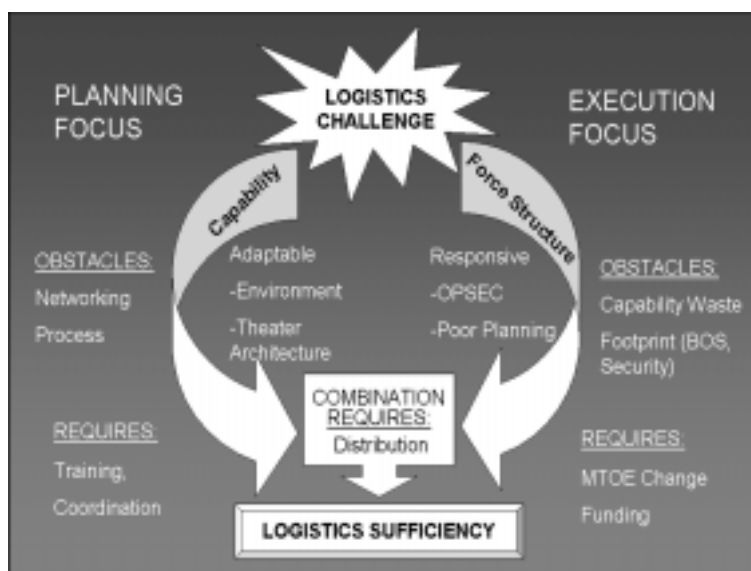 PLANNING
FOCUS
LOGISTICS
CHALLENGE
EXECUTION
FOCUS
Capability
Force Structure
OBSTACLES:
Networking
Process
Adaptable
-Environment
-Theater
Architecture
Responsive
-OPSEC
-Poor Planning
OBSTACLES:
Capability Waste
Footprint (BOS,
Security)
COMBINATION
REQUIRES:
Distribution
REQUIRES:
Training,
Coordination
REQUIRES:
MTOE Change
Funding
LOGISTICS SUFFICIENCY